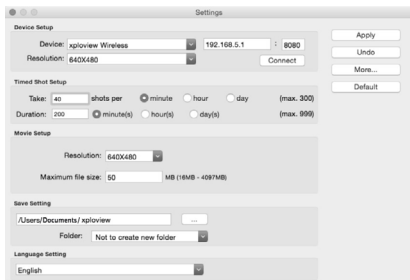 Settings
Device Setup
Device: xploview Wireless 192.168.5.1 : 8080
Resolution: 640X480 Connect
Apply
Undo
More...
Default
Timed Shot Setup
Take: 40 shots per minute hour day (max. 300)
Duration: 200 minute(s) hour(s) day(s) (max. 999)
Movie Setup
Resolution: 640X480
Maximum file size: 50 MB (16MB - 4097MB)
Save Setting
/Users/Documents/ xploview ...
Folder: Not to create new folder
Language Setting
English